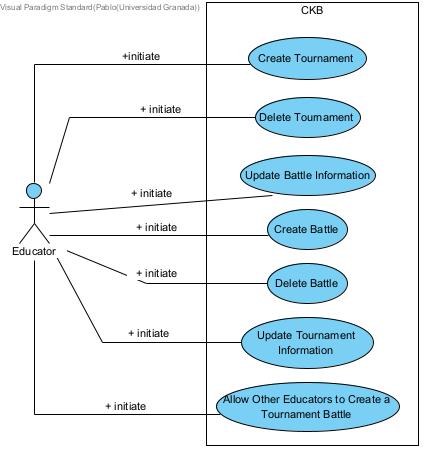 Visual Paradigm Standard(Pablo(Universidad Granada))
CKB
+initiate
Create Tournament
+ initiate
Delete Tournament
Update Battle Information
+ initiate
+ initiate
Create Battle
Educator
+ initiate
Delete Battle
+ initiate
Update Tournament
Information
Allow Other Educators to Create a
+ initiate
Tournament Battle